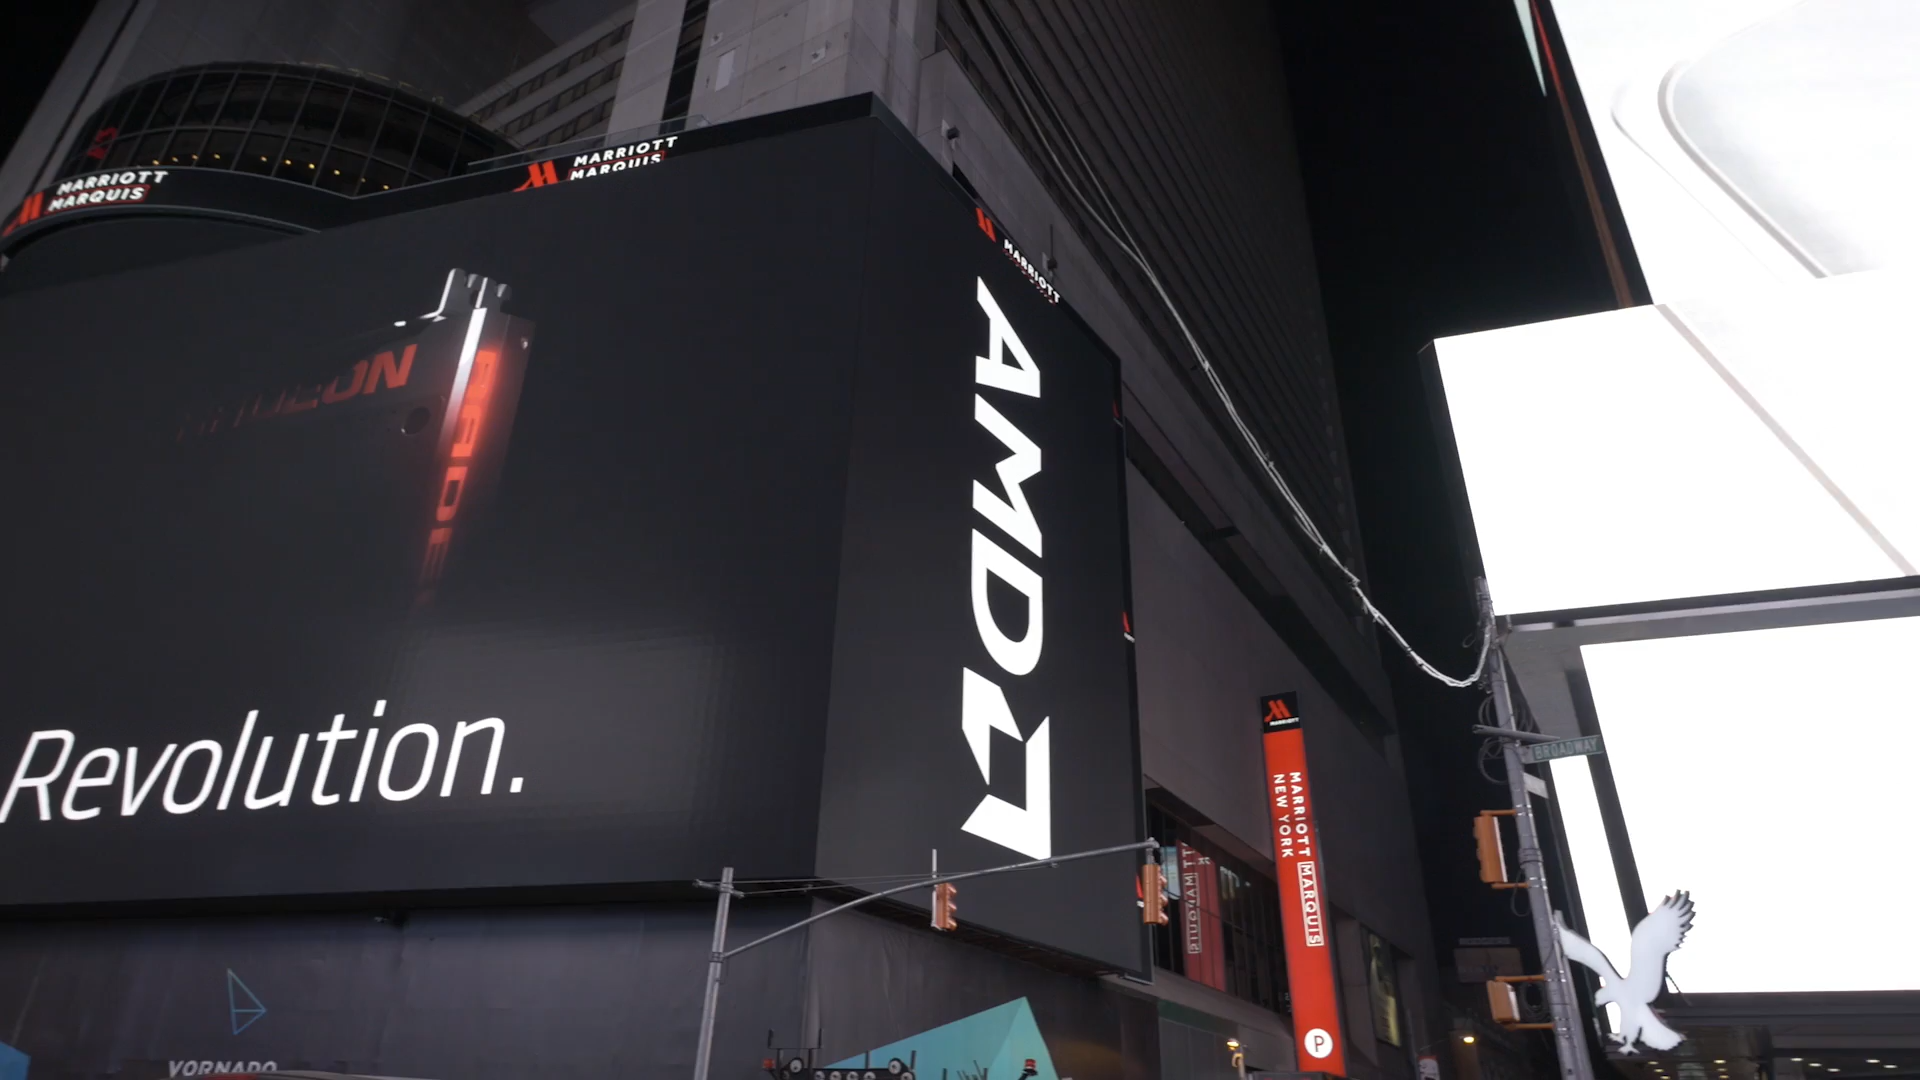 MARRIOTT
MARQUIS
MARRIOTT
MARQUIS
MARRIOTT
RADEON
AMD
Revolution.
MARRIOTT
MARRIOTT MARQUIS
NEW YORK
P
BROADWAY
VORNADO